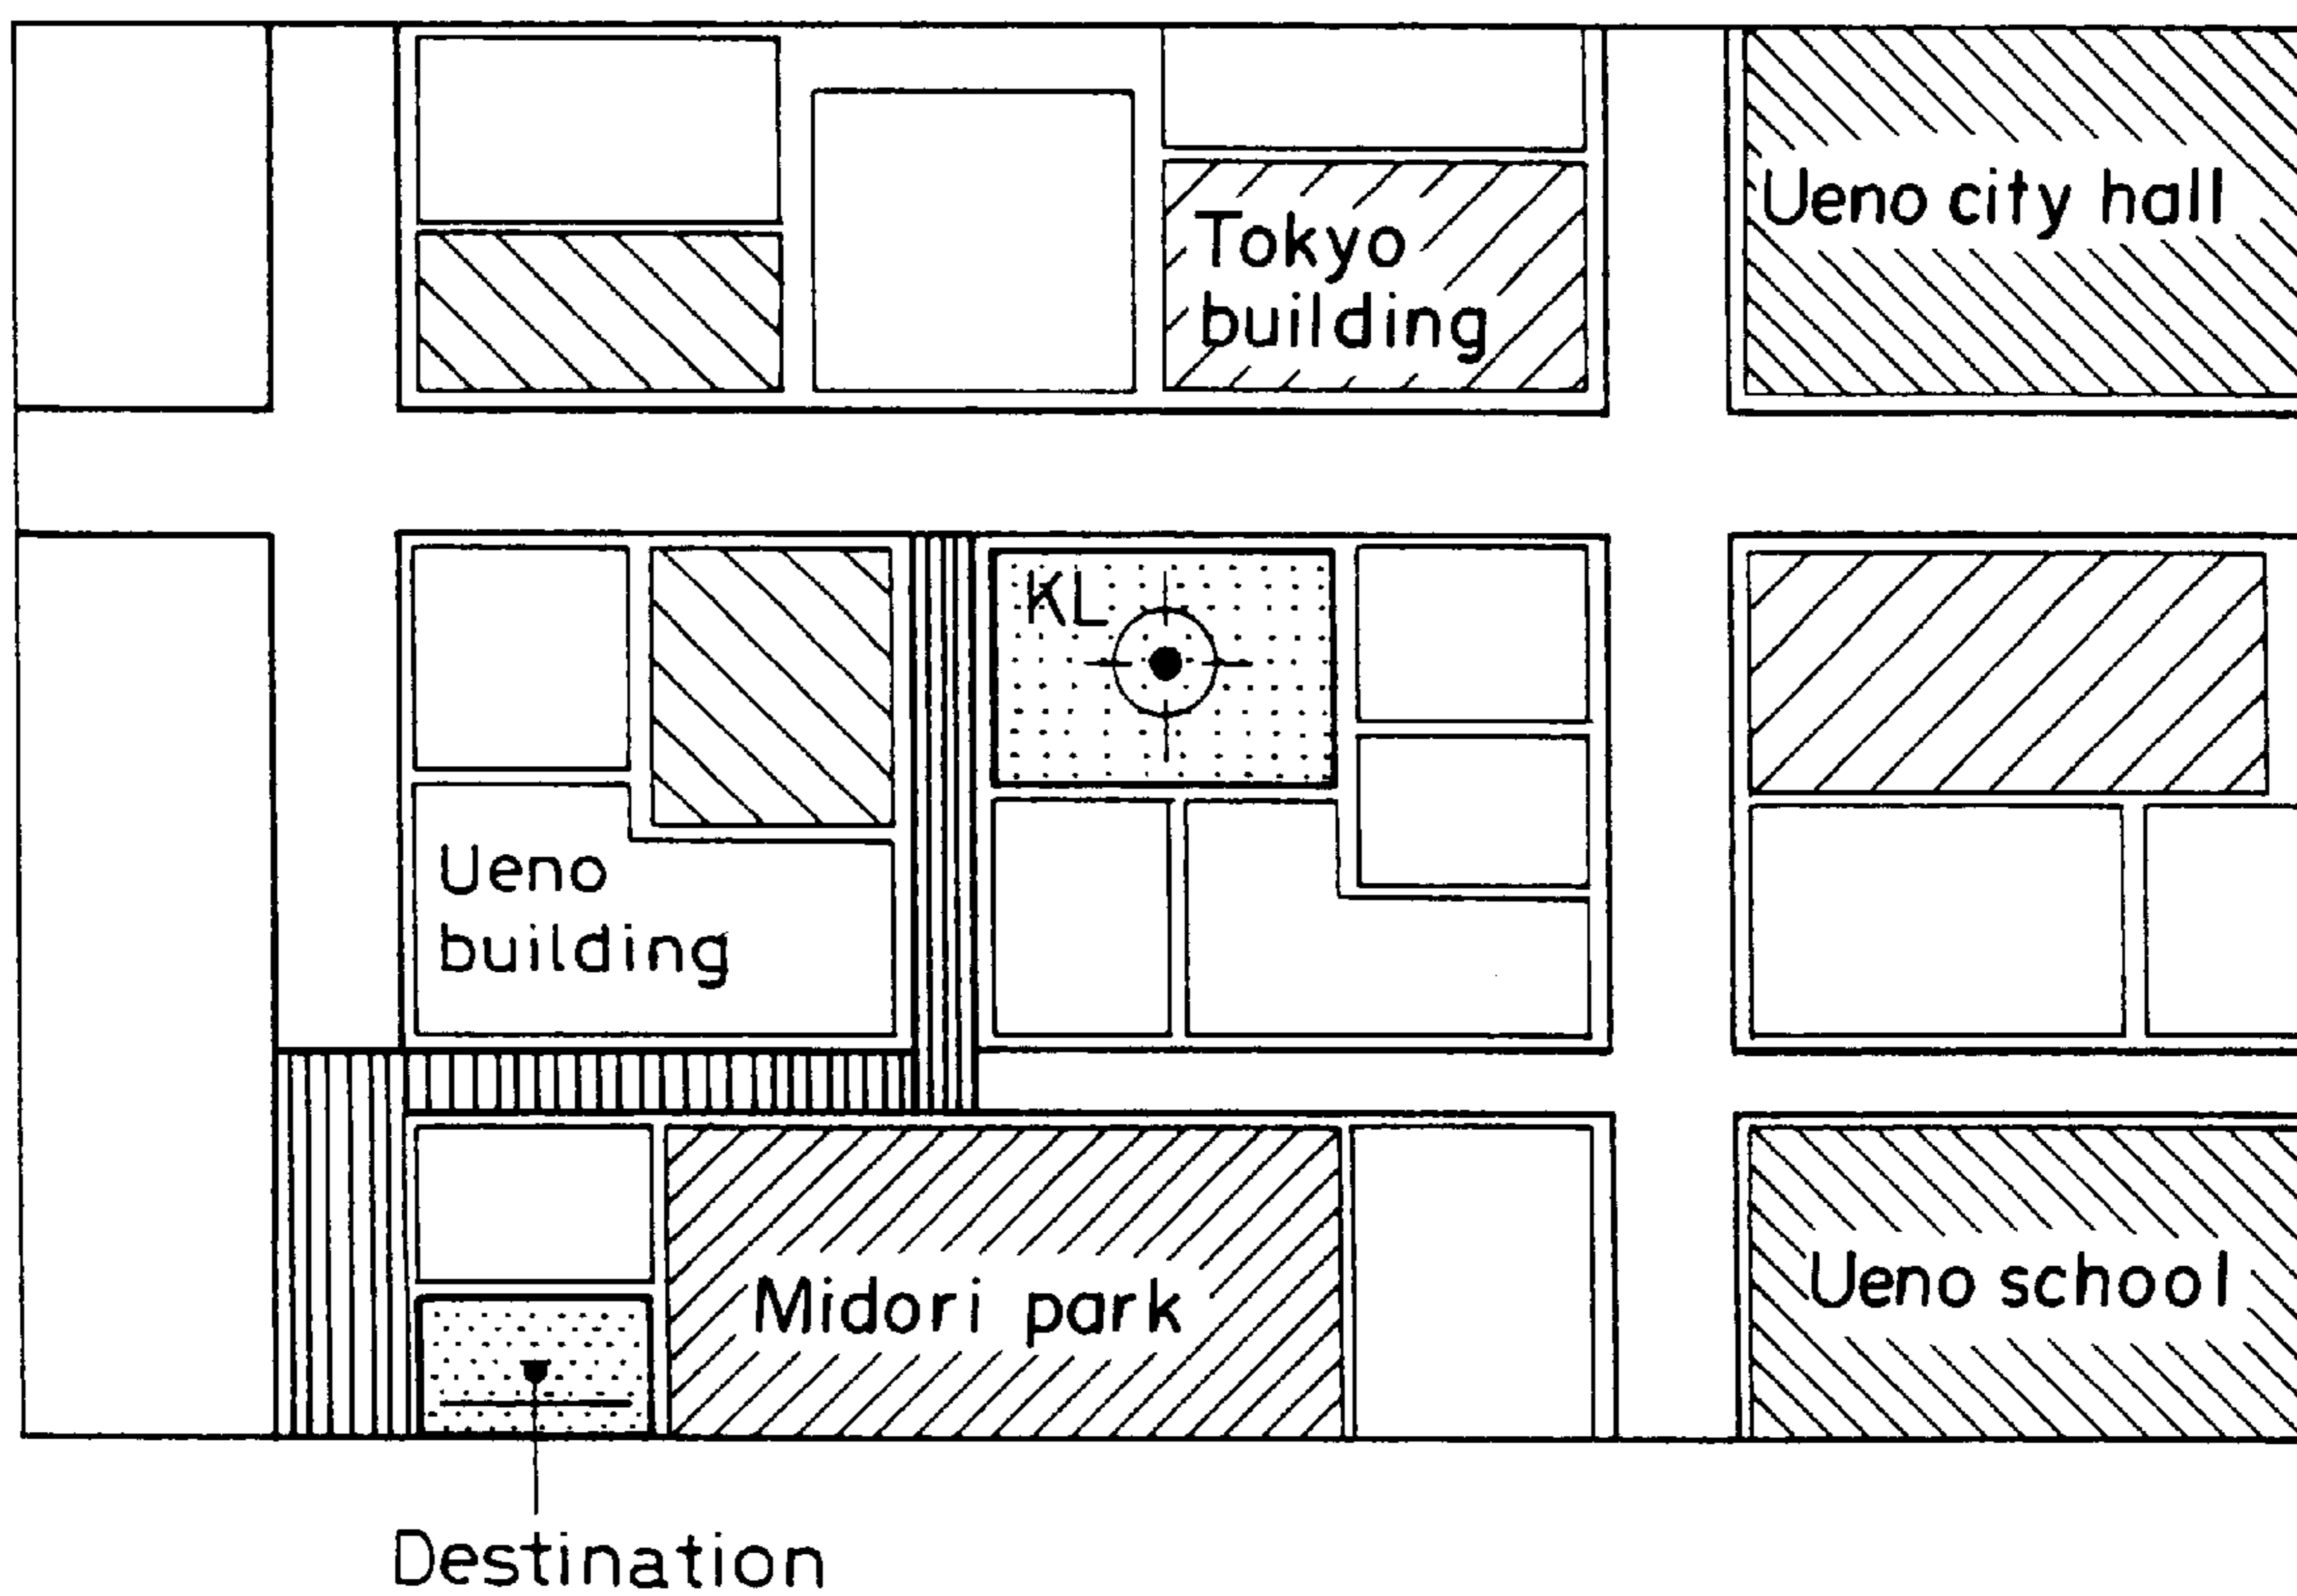 Tokyo
building
Ueno city hall
KL
Ueno
building
Midori park
Ueno school
Destination